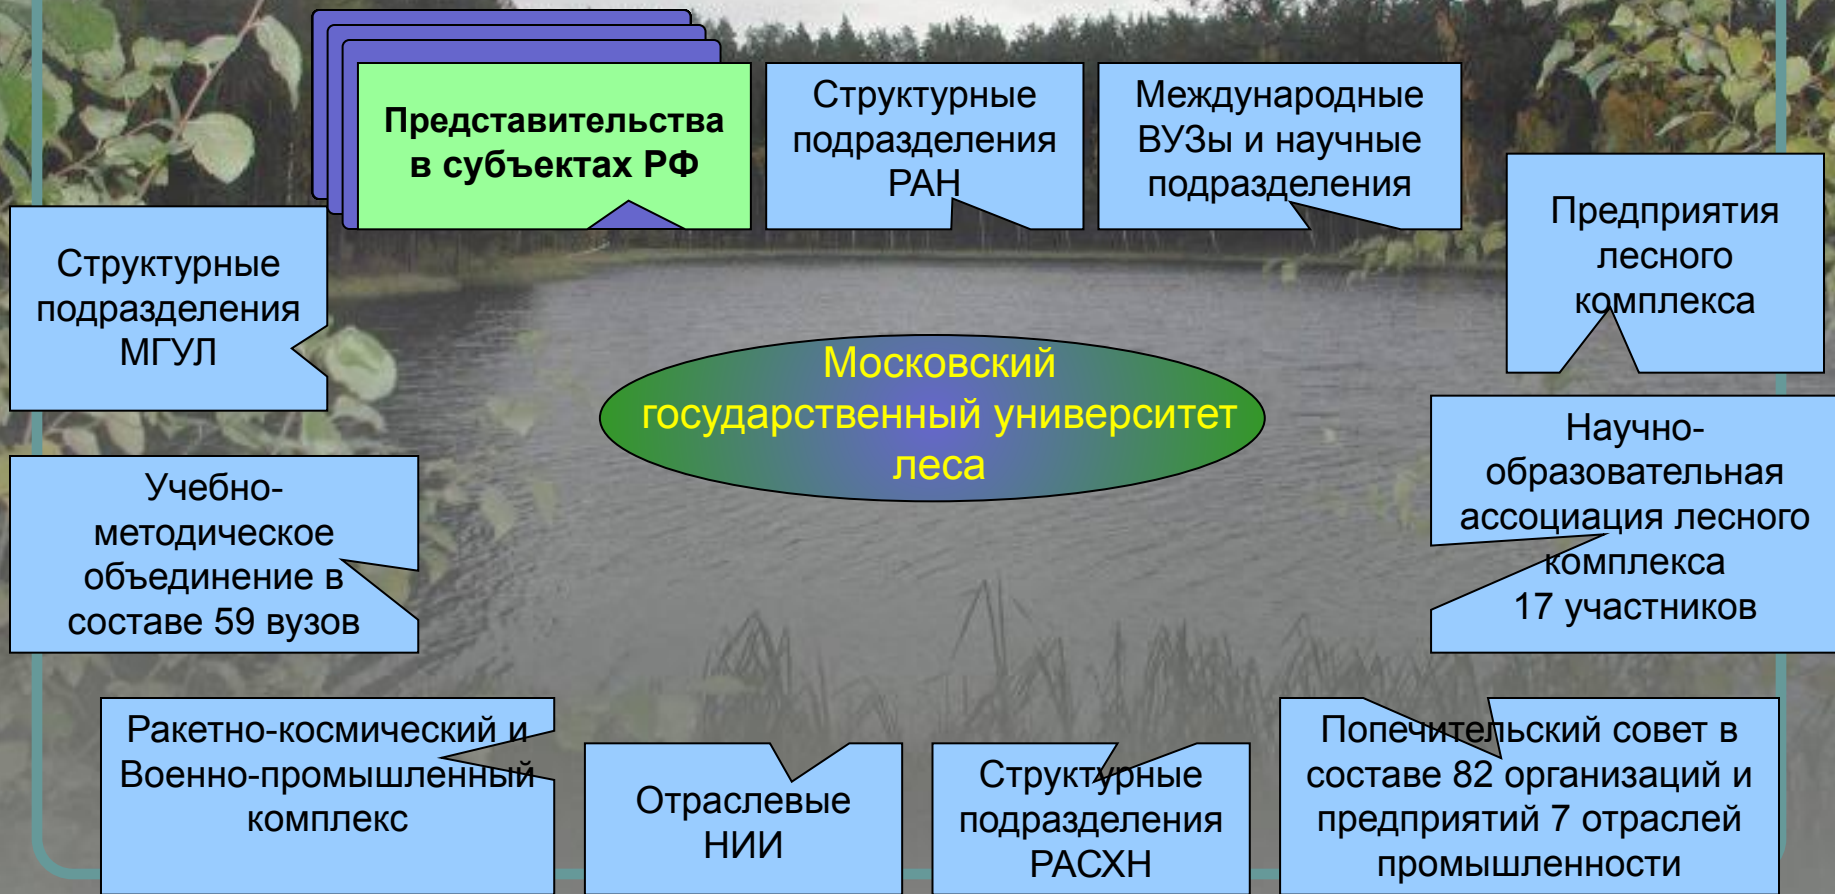 Представительства
в субъектах РФ
Структурные
подразделения
РАН
Международные
ВУЗы и научные
подразделения
Предприятия
лесного
комплекса
Структурные
подразделения
МГУЛ
Московский
государственный университет
леса
Научно-
образовательная
ассоциация лесного
комплекса
17 участников
Учебно-
методическое
объединение в
составе 59 вузов
Ракетно-космический и
Военно-промышленный
комплекс
Отраслевые
НИИ
Структурные
подразделения
РАСХН
Попечительский совет в
составе 82 организаций и
предприятий 7 отраслей
промышленности